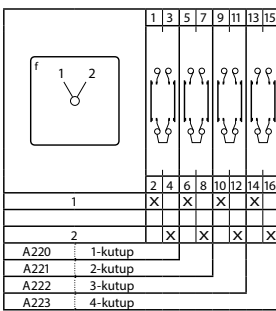 1 3 5 7 9 11 13 15
f
1 2
2 4 6 8 10 12 14 16
1 X X X X
2 X X X X
A220 1-kutup
A221 2-kutup
A222 3-kutup
A223 4-kutup